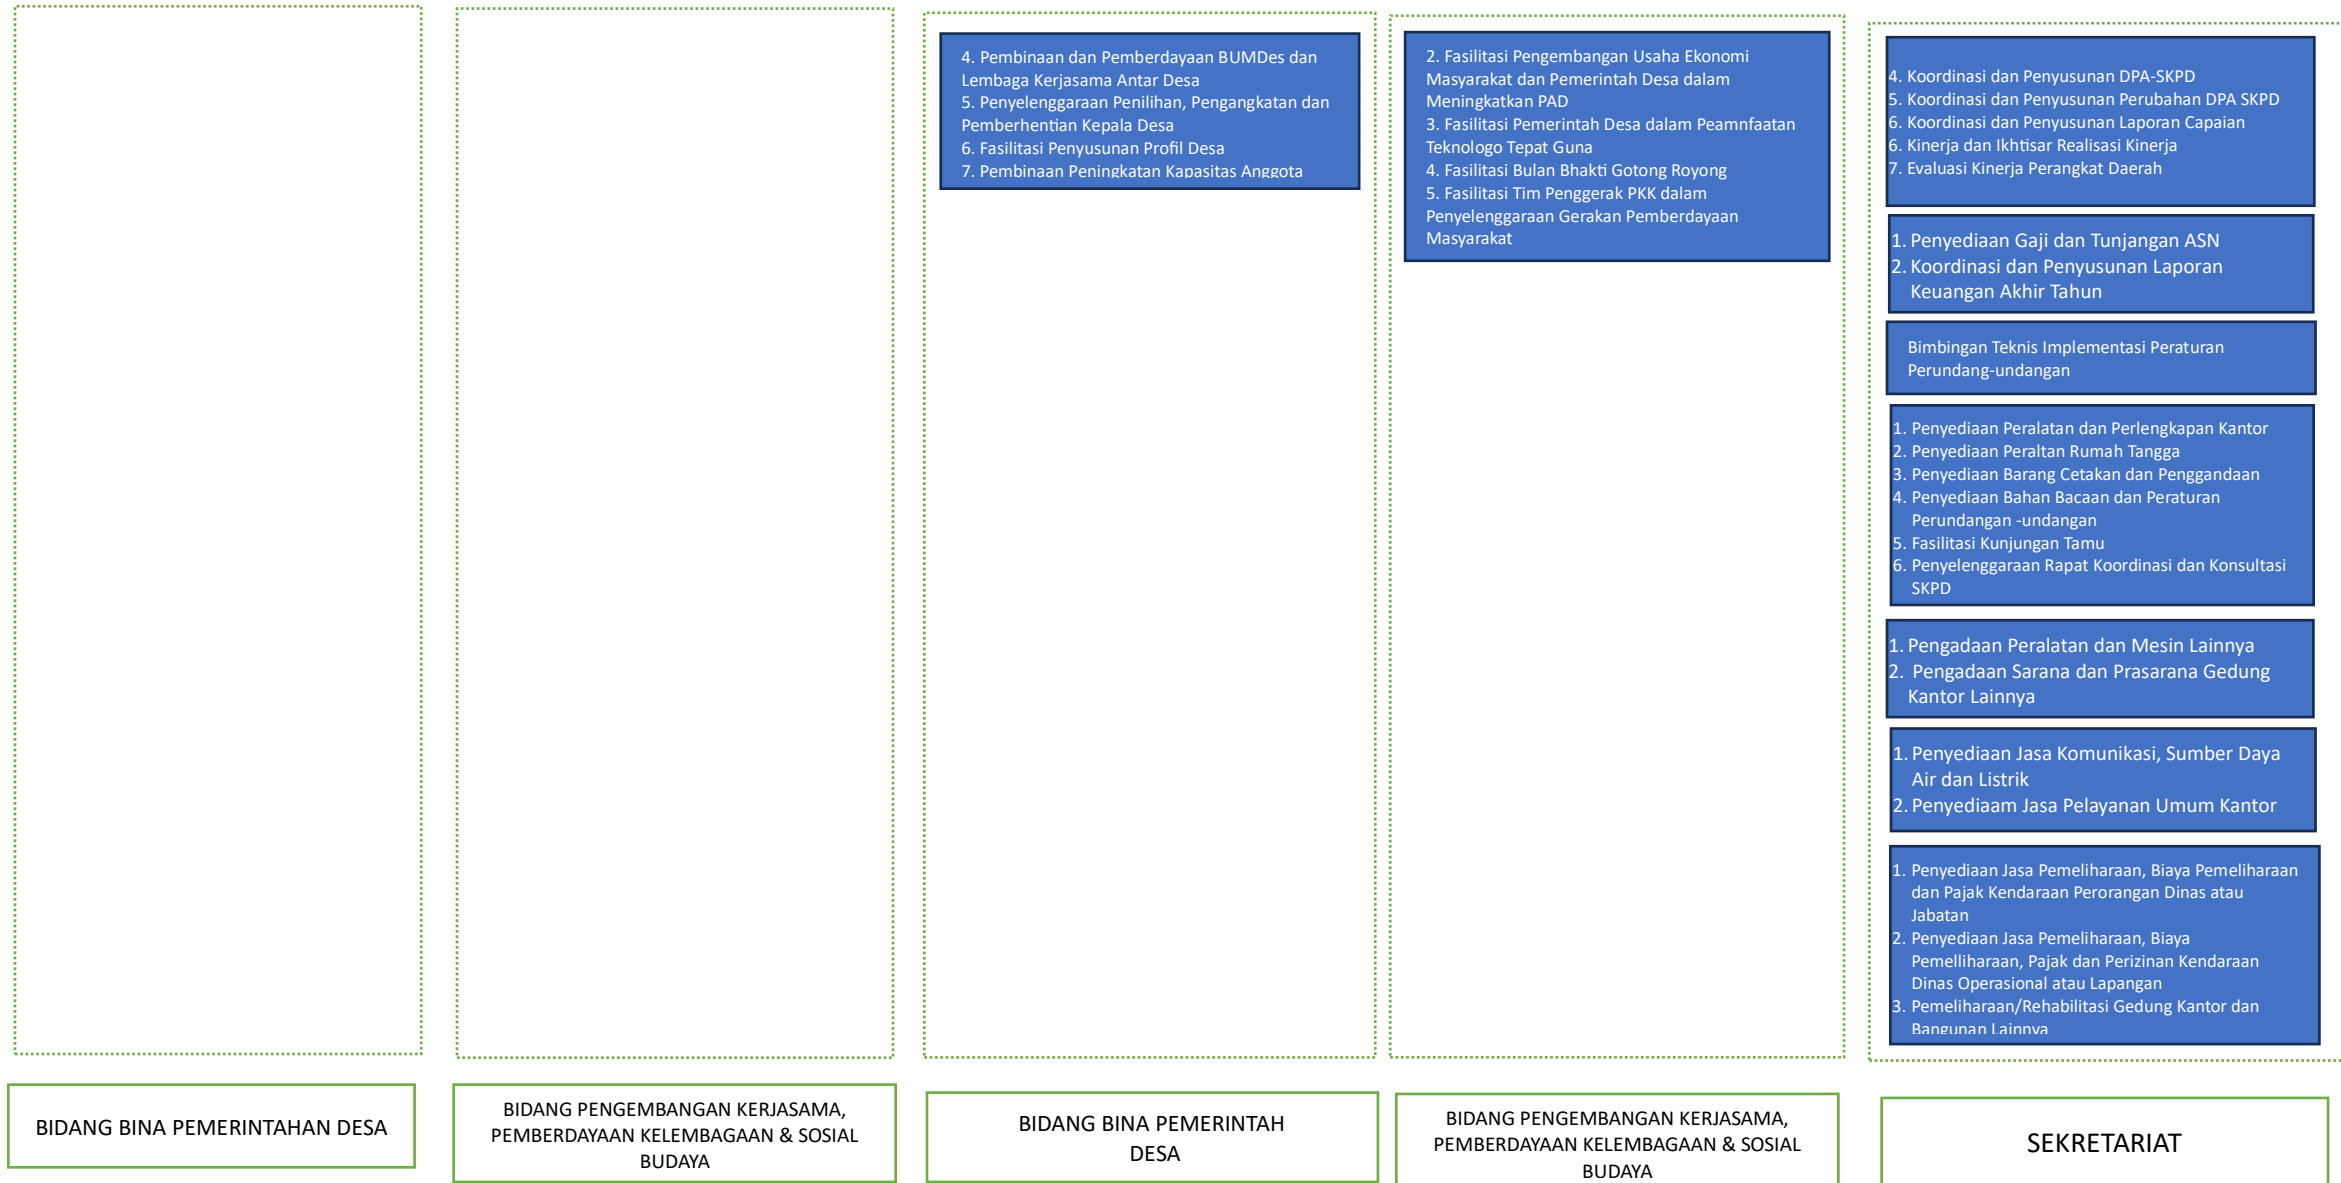 4. Pembinaan dan Pemberdayaan BUMDes dan
Lembaga Kerjasama Antar Desa
5. Penyelenggaraan Penilihan, Pengangkatan dan
Pemberhentian Kepala Desa
6. Fasilitasi Penyusunan Profil Desa
7. Pembinaan Peningkatan Kapasitas Anggota
2. Fasilitasi Pengembangan Usaha Ekonomi
Masyarakat dan Pemerintah Desa dalam
Meningkatkan PAD
3. Fasilitasi Pemerintah Desa dalam Peamnfaatan
Teknologo Tepat Guna
4. Fasilitasi Bulan Bhakti Gotong Royong
5. Fasilitasi Tim Penggerak PKK dalam
Penyelenggaraan Gerakan Pemberdayaan
Masyarakat
4. Koordinasi dan Penyusunan DPA-SKPD
5. Koordinasi dan Penyusunan Perubahan DPA SKPD
6. Koordinasi dan Penyusunan Laporan Capaian
6. Kinerja dan Ikhtisar Realisasi Kinerja
7. Evaluasi Kinerja Perangkat Daerah
1. Penyediaan Gaji dan Tunjangan ASN
2. Koordinasi dan Penyusunan Laporan
Keuangan Akhir Tahun
Bimbingan Teknis Implementasi Peraturan
Perundang-undangan
1. Penyediaan Peralatan dan Perlengkapan Kantor
2. Penyediaan Peraltan Rumah Tangga
3. Penyediaan Barang Cetakan dan Penggandaan
4. Penyediaan Bahan Bacaan dan Peraturan
Perundangan -undangan
5. Fasilitasi Kunjungan Tamu
6. Penyelenggaraan Rapat Koordinasi dan Konsultasi
SKPD
1. Pengadaan Peralatan dan Mesin Lainnya
2. Pengadaan Sarana dan Prasarana Gedung
Kantor Lainnya
1. Penyediaan Jasa Komunikasi, Sumber Daya
Air dan Listrik
2. Penyediaam Jasa Pelayanan Umum Kantor
1. Penyediaan Jasa Pemeliharaan, Biaya Pemeliharaan
dan Pajak Kendaraan Perorangan Dinas atau
Jabatan
2. Penyediaan Jasa Pemeliharaan, Biaya
Pemelliharaan, Pajak dan Perizinan Kendaraan
Dinas Operasional atau Lapangan
3. Pemeliharaan/Rehabilitasi Gedung Kantor dan
Bangunan Lainnya
BIDANG BINA PEMERINTAHAN DESA
BIDANG PENGEMBANGAN KERJASAMA,
PEMBERDAYAAN KELEMBAGAAN & SOSIAL
BUDAYA
BIDANG BINA PEMERINTAH
DESA
BIDANG PENGEMBANGAN KERJASAMA,
PEMBERDAYAAN KELEMBAGAAN & SOSIAL
BUDAYA
SEKRETARIAT